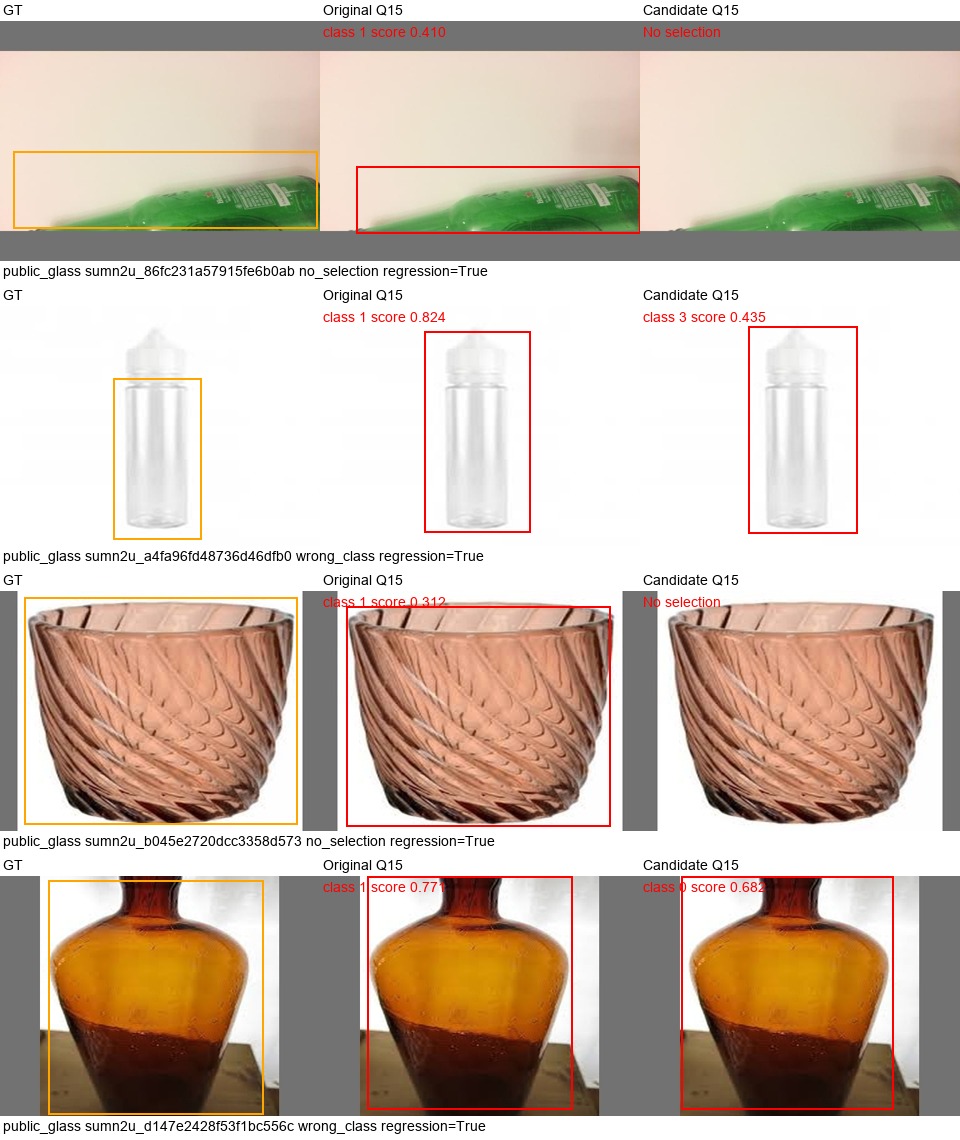 GT Original Q15 Candidate Q15
class 1 score 0.410 No selection
public_glass sumn2u_86fc231a57915fe6b0ab no_selection regression=True
GT Original Q15 Candidate Q15
class 1 score 0.824 class 3 score 0.435
public_glass sumn2u_a4fa96fd48736d46dfb0 wrong_class regression=True
GT Original Q15 Candidate Q15
class 1 score 0.312 No selection
public_glass sumn2u_b045e2720dcc3358d573 no_selection regression=True
GT Original Q15 Candidate Q15
class 1 score 0.771 class 0 score 0.682
public_glass sumn2u_d147e2428f53f1bc556c wrong_class regression=True